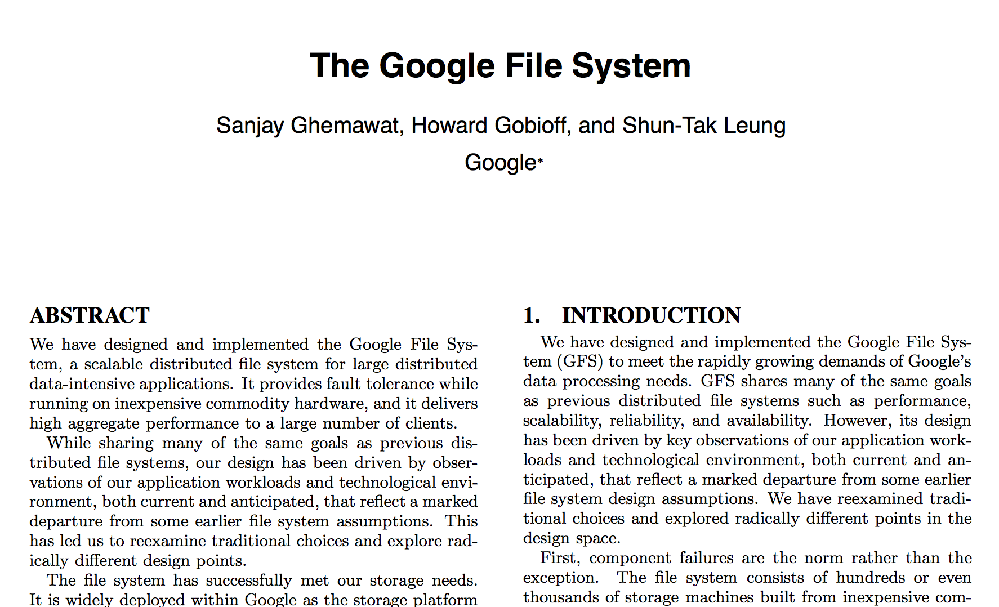 The Google File System
Sanjay Ghemawat, Howard Gobioff, and Shun-Tak Leung
Google*
ABSTRACT
We have designed and implemented the Google File Sys-
tem, a scalable distributed file system for large distributed
data-intensive applications. It provides fault tolerance while
running on inexpensive commodity hardware, and it delivers
high aggregate performance to a large number of clients.
While sharing many of the same goals as previous dis-
tributed file systems, our design has been driven by obser-
vations of our application workloads and technological envi-
ronment, both current and anticipated, that reflect a marked
departure from some earlier file system assumptions. This
has led us to reexamine traditional choices and explore rad-
ically different design points.
The file system has successfully met our storage needs.
It is widely deployed within Google as the storage platform
1. INTRODUCTION
We have designed and implemented the Google File Sys-
tem (GFS) to meet the rapidly growing demands of Google's
data processing needs. GFS shares many of the same goals
as previous distributed file systems such as performance,
scalability, reliability, and availability. However, its design
has been driven by key observations of our application work-
loads and technological environment, both current and an-
ticipated, that reflect a marked departure from some earlier
file system design assumptions. We have reexamined tradi-
tional choices and explored radically different points in the
design space.
First, component failures are the norm rather than the
exception. The file system consists of hundreds or even
thousands of storage machines built from inexpensive com-